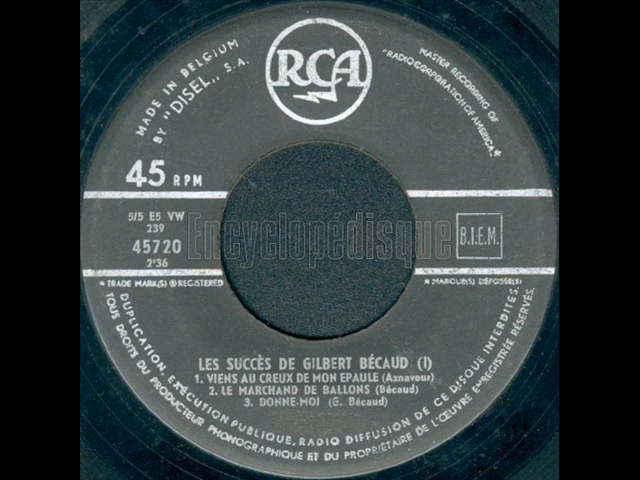 RCA
MADE IN BELGIUM
BY "DISEL" S.A.
MASTER RECORDING OF
"RADIO CORPORATION OF AMERICA"*
45 RPM
5/5 E5 VW
239
45720
2'36
B.I.E.M.
Encyclopédisque
*TRADE MARK(S) ® REGISTERED
*MARQUE(S) DÉPOSÉE(S)
LES SUCCÈS DE GILBERT BÉCAUD (I)
1. VIENS AU CREUX DE MON EPAULE (Aznavour)
2. LE MARCHAND DE BALLONS (Bécaud)
3. DONNE-MOI (G. Bécaud)
DUPLICATION, EXÉCUTION PUBLIQUE, RADIO DIFFUSION DE CE DISQUE INTERDITES.
TOUS DROITS DU PRODUCTEUR PHONOGRAPHIQUE ET DU PROPRIÉTAIRE DE L'ŒUVRE ENREGISTRÉE RÉSERVÉS.